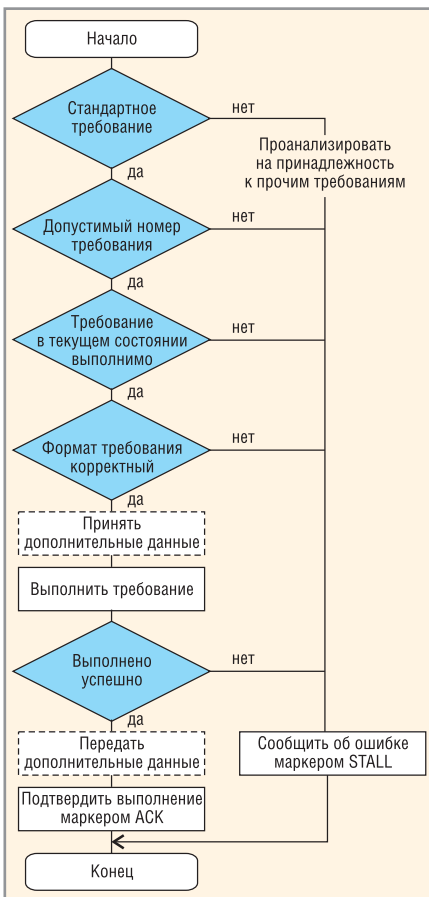 Начало
Стандартное
требование
нет
Проанализировать
на принадлежность
к прочим требованиям
да
Допустимый номер
требования
нет
да
Требование
в текущем состоянии
выполнимо
нет
да
Формат требования
корректный
нет
да
Принять
дополнительные данные
Выполнить требование
Выполнено
успешно
нет
да
Передать
дополнительные данные
Сообщить об ошибке
маркером STALL
Подтвердить выполнение
маркером ACK
Конец